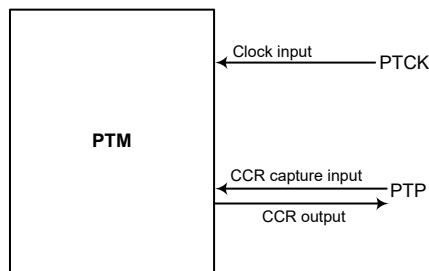 Clock input
PTCK
PTM
CCR capture input
PTP
CCR output